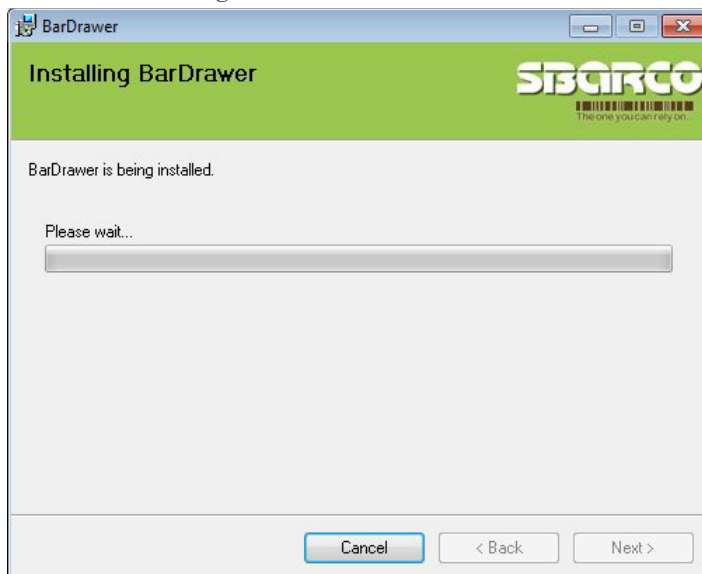 BarDrawer
Installing BarDrawer
SBARCO
The one you can rely on...
BarDrawer is being installed.
Please wait...
Cancel
< Back
Next >